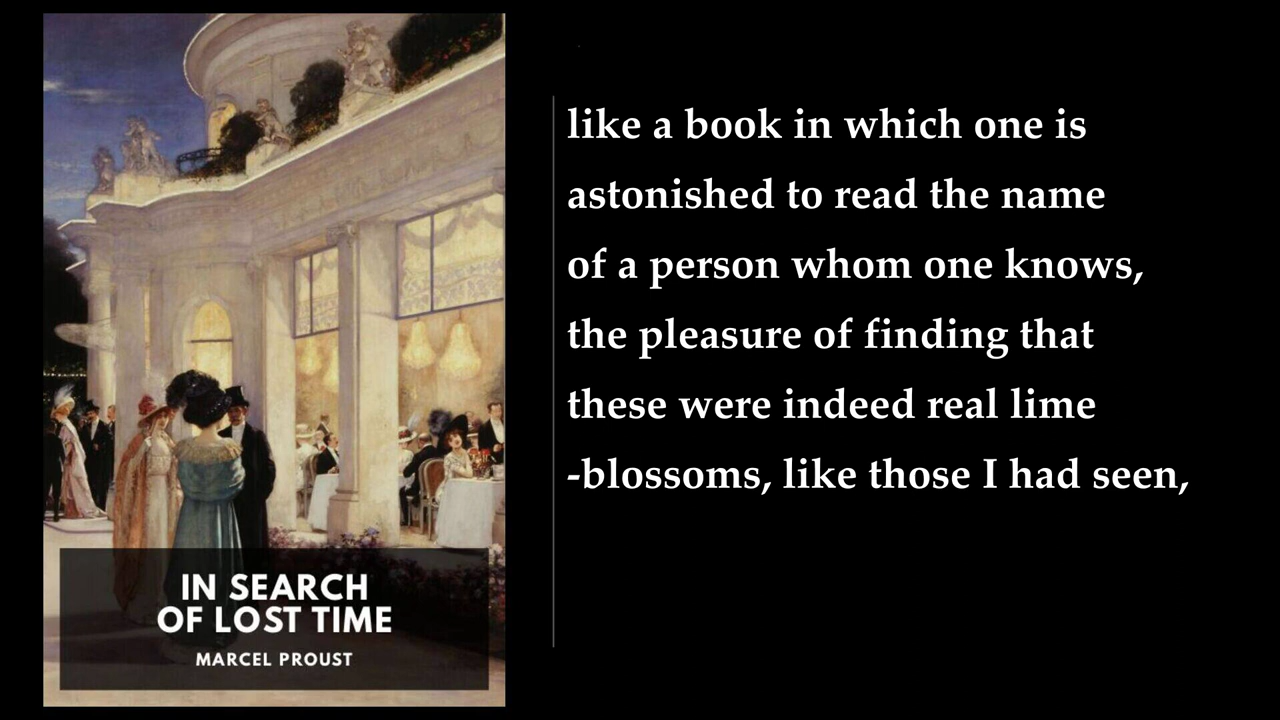 like a book in which one is
astonished to read the name
of a person whom one knows,
the pleasure of finding that
these were indeed real lime
-blossoms, like those I had seen,
IN SEARCH
OF LOST TIME
MARCEL PROUST